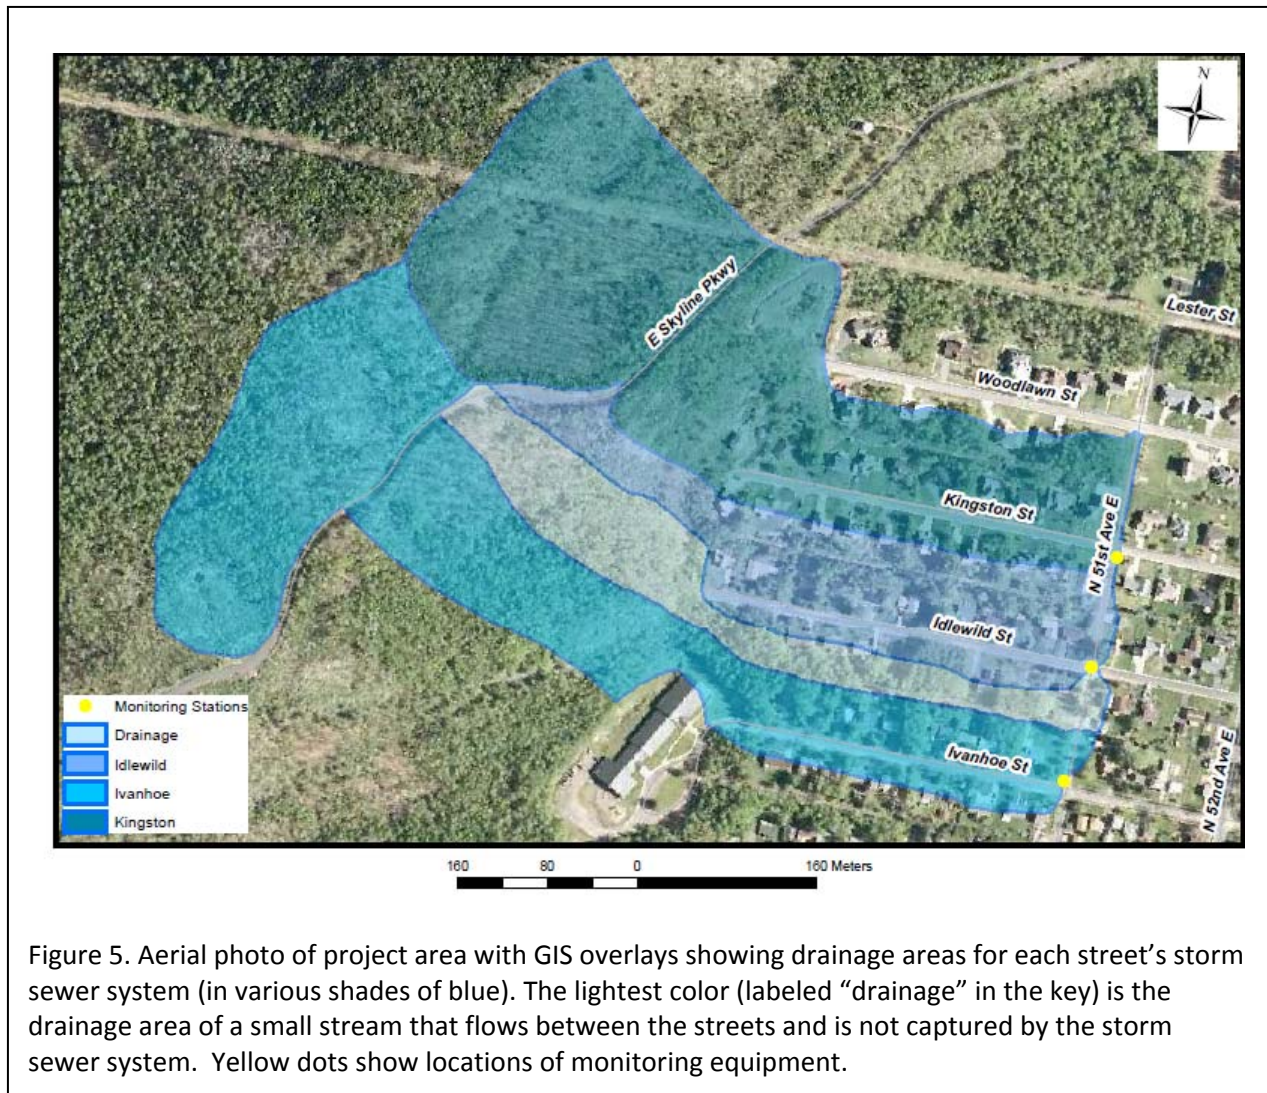 N
E Skyline Pkwy
Lester St
Woodlawn St
Kingston St
N 51st Ave E
Idlewild St
Ivanhoe St
N 52nd Ave E
Monitoring Stations
Drainage
Idlewild
Ivanhoe
Kingston
160 80 0 160 Meters
Figure 5. Aerial photo of project area with GIS overlays showing drainage areas for each street’s storm
sewer system (in various shades of blue). The lightest color (labeled “drainage” in the key) is the
drainage area of a small stream that flows between the streets and is not captured by the storm
sewer system.  Yellow dots show locations of monitoring equipment.